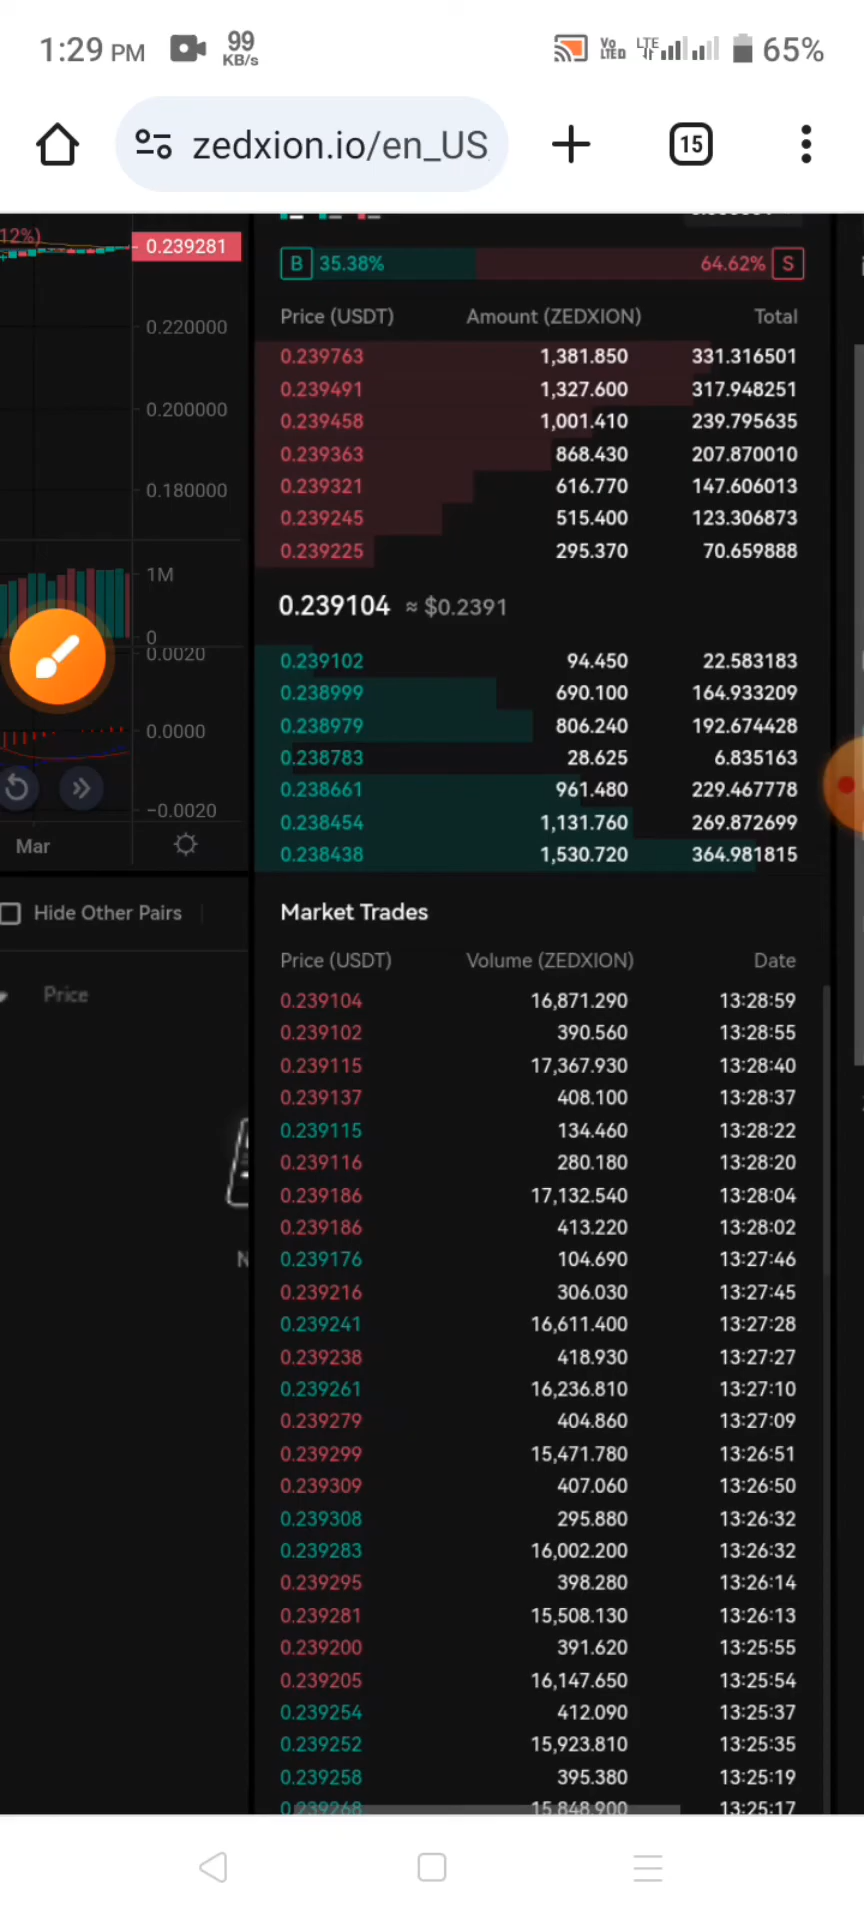 1:29 PM 99 KB/s Vo LTED LTE 65%
zedxion.io/en_US 15
12%) 0.239281
B 35.38% 64.62% S
0.220000
0.200000
0.180000
1M
0
0.0020
0.0000
−0.0020
Mar
Hide Other Pairs
Price
N
Price (USDT) Amount (ZEDXION) Total
0.239763 1,381.850 331.316501
0.239491 1,327.600 317.948251
0.239458 1,001.410 239.795635
0.239363 868.430 207.870010
0.239321 616.770 147.606013
0.239245 515.400 123.306873
0.239225 295.370 70.659888
0.239104 ≈ $0.2391
0.239102 94.450 22.583183
0.238999 690.100 164.933209
0.238979 806.240 192.674428
0.238783 28.625 6.835163
0.238661 961.480 229.467778
0.238454 1,131.760 269.872699
0.238438 1,530.720 364.981815
Market Trades
Price (USDT) Volume (ZEDXION) Date
0.239104 16,871.290 13:28:59
0.239102 390.560 13:28:55
0.239115 17,367.930 13:28:40
0.239137 408.100 13:28:37
0.239115 134.460 13:28:22
0.239116 280.180 13:28:20
0.239186 17,132.540 13:28:04
0.239186 413.220 13:28:02
0.239176 104.690 13:27:46
0.239216 306.030 13:27:45
0.239241 16,611.400 13:27:28
0.239238 418.930 13:27:27
0.239261 16,236.810 13:27:10
0.239279 404.860 13:27:09
0.239299 15,471.780 13:26:51
0.239309 407.060 13:26:50
0.239308 295.880 13:26:32
0.239283 16,002.200 13:26:32
0.239295 398.280 13:26:14
0.239281 15,508.130 13:26:13
0.239200 391.620 13:25:55
0.239205 16,147.650 13:25:54
0.239254 412.090 13:25:37
0.239252 15,923.810 13:25:35
0.239258 395.380 13:25:19
0.239268 15,848.900 13:25:17